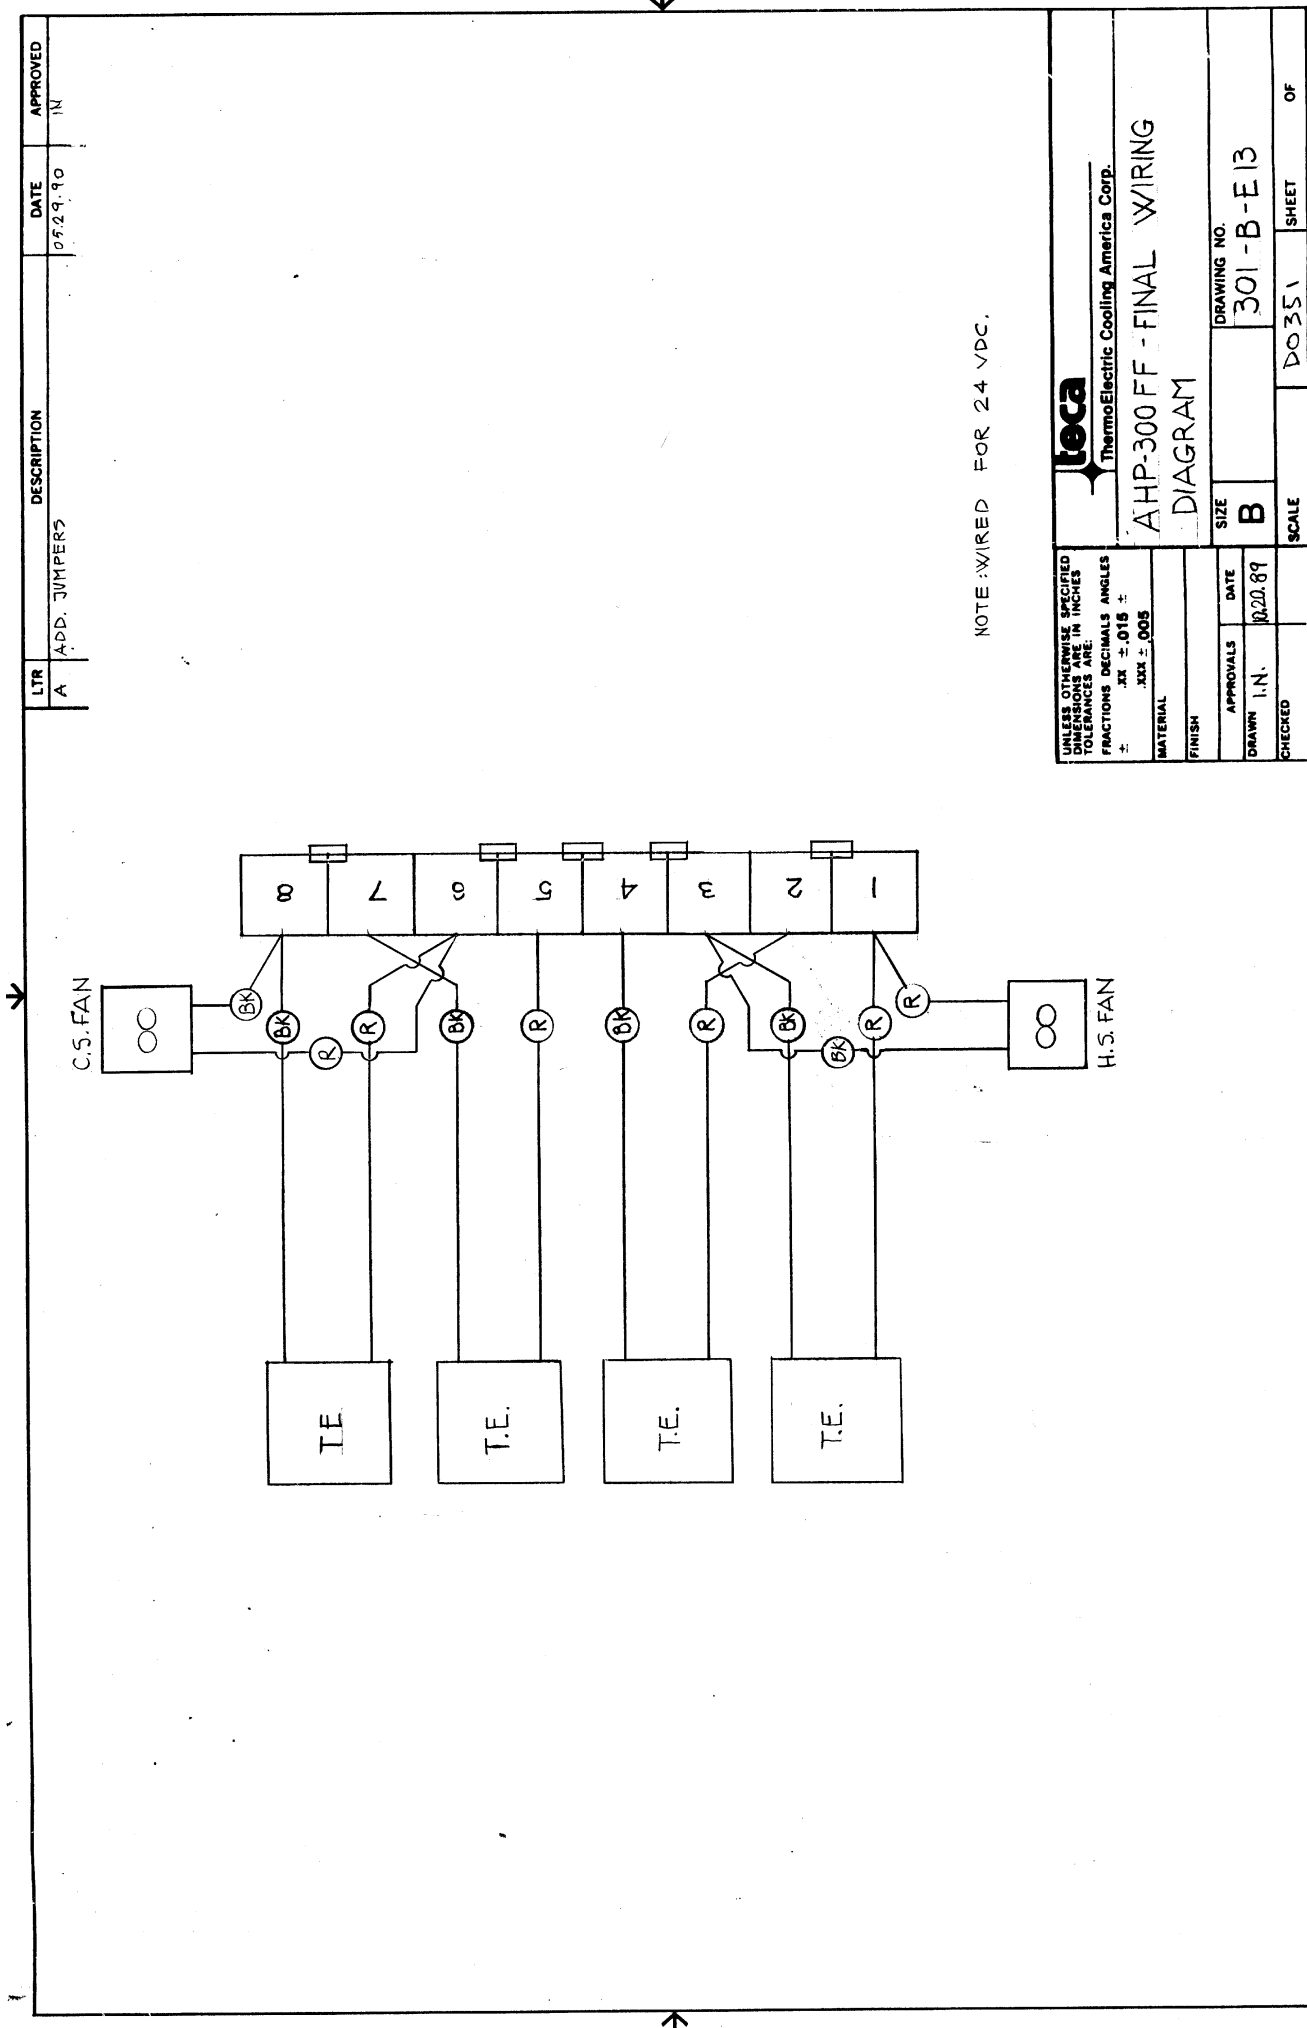 LTR DESCRIPTION DATE APPROVED
A ADD. JUMPERS 05.29.90 IN
C.S. FAN
8
7
6
5
4
3
2
1
BK
BK
R
R
BK
R
BK
R
BK
BK
R
R
H.S. FAN
T.E
T.E.
T.E.
T.E.
NOTE: WIRED FOR 24 VDC.
UNLESS OTHERWISE SPECIFIED
DIMENSIONS ARE IN INCHES
TOLERANCES ARE:
FRACTIONS DECIMALS ANGLES
± .XX ±.015 ±
.XXX ±.005
MATERIAL
FINISH
APPROVALS DATE
DRAWN I.N. 10.20.89
CHECKED
teca
ThermoElectric Cooling America Corp.
AHP-300FF - FINAL WIRING
DIAGRAM
SIZE
B
DRAWING NO.
301-B-E13
SCALE D0351 SHEET OF